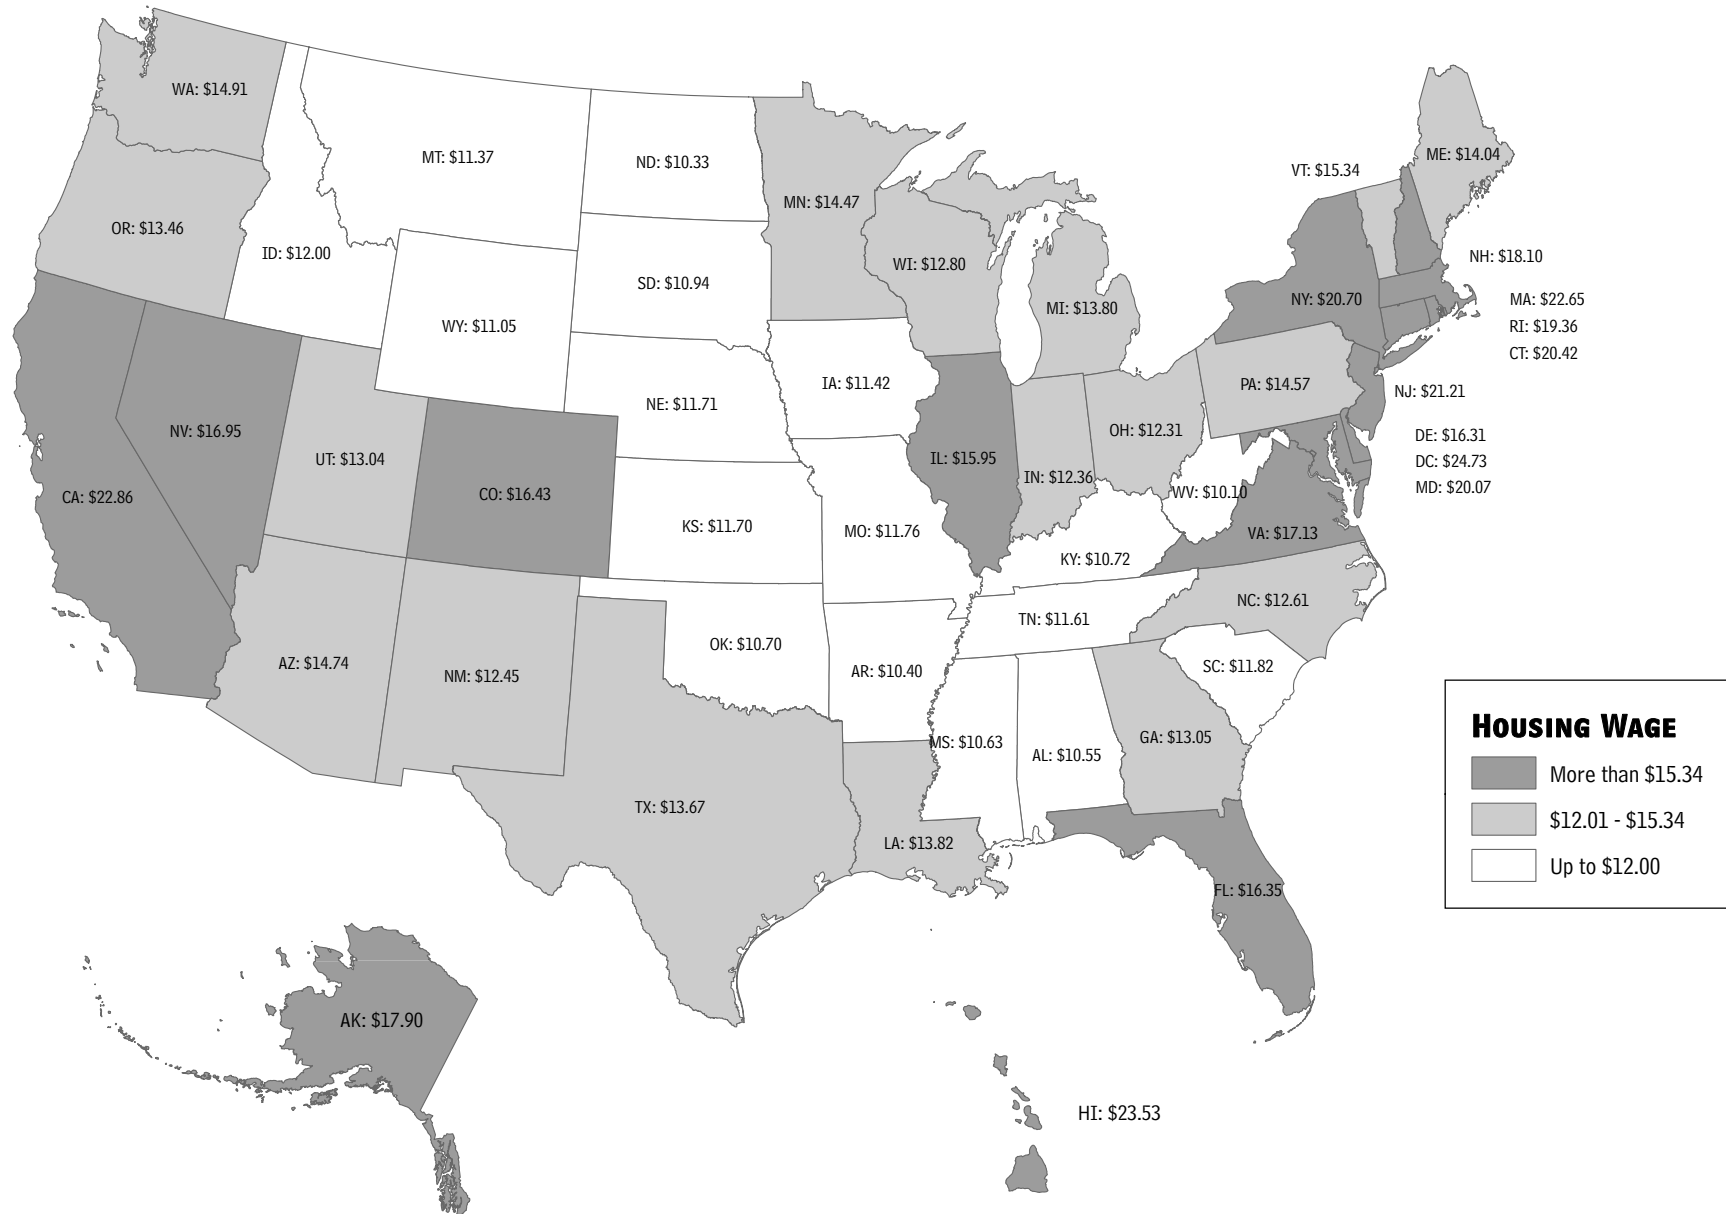 WA: $14.91
MT: $11.37
ND: $10.33
MN: $14.47
VT: $15.34
ME: $14.04
OR: $13.46
ID: $12.00
SD: $10.94
WI: $12.80
MI: $13.80
NY: $20.70
NH: $18.10
MA: $22.65
RI: $19.36
CT: $20.42
WY: $11.05
IA: $11.42
NE: $11.71
PA: $14.57
NJ: $21.21
NV: $16.95
UT: $13.04
CO: $16.43
IL: $15.95
IN: $12.36
OH: $12.31
DE: $16.31
DC: $24.73
MD: $20.07
CA: $22.86
KS: $11.70
MO: $11.76
WV: $10.10
VA: $17.13
KY: $10.72
NC: $12.61
TN: $11.61
AZ: $14.74
NM: $12.45
OK: $10.70
AR: $10.40
SC: $11.82
MS: $10.63
AL: $10.55
GA: $13.05
TX: $13.67
LA: $13.82
FL: $16.35
AK: $17.90
HI: $23.53
HOUSING WAGE
More than $15.34
$12.01 - $15.34
Up to $12.00